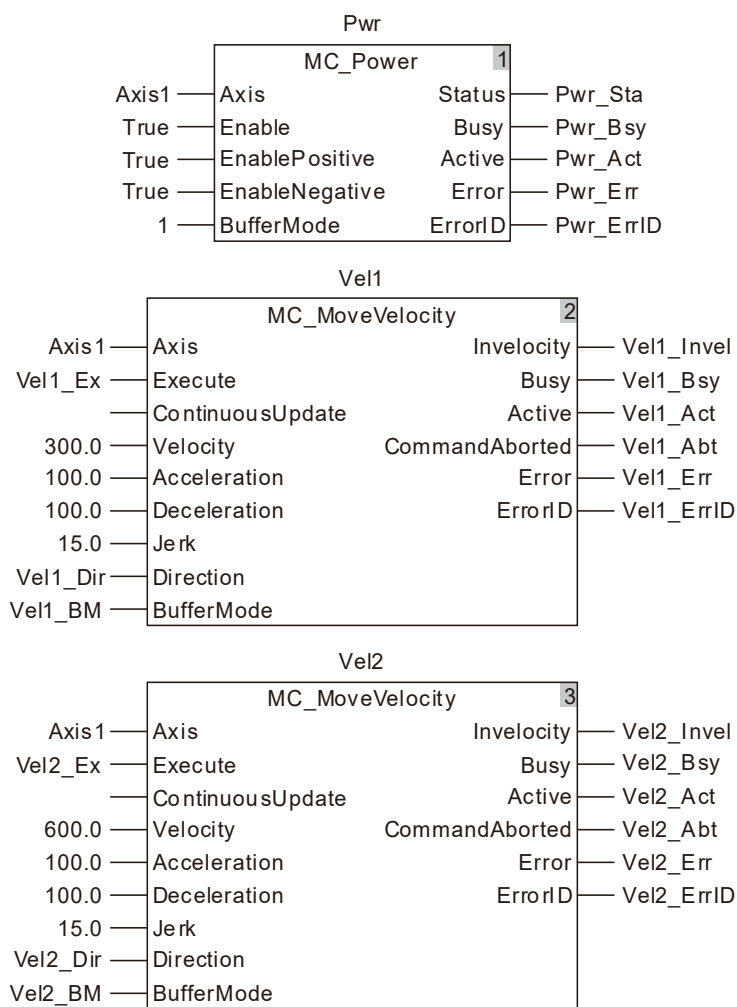 Pwr
MC_Power 1
Axis1 Axis Status Pwr_Sta
True Enable Busy Pwr_Bsy
True EnablePositive Active Pwr_Act
True EnableNegative Error Pwr_Err
1 BufferMode ErrorID Pwr_ErrID
Vel1
MC_MoveVelocity 2
Axis1 Axis Invelocity Vel1_Invel
Vel1_Ex Execute Busy Vel1_Bsy
ContinuousUpdate Active Vel1_Act
300.0 Velocity CommandAborted Vel1_Abt
100.0 Acceleration Error Vel1_Err
100.0 Deceleration ErrorID Vel1_ErrID
15.0 Jerk
Vel1_Dir Direction
Vel1_BM BufferMode
Vel2
MC_MoveVelocity 3
Axis1 Axis Invelocity Vel2_Invel
Vel2_Ex Execute Busy Vel2_Bsy
ContinuousUpdate Active Vel2_Act
600.0 Velocity CommandAborted Vel2_Abt
100.0 Acceleration Error Vel2_Err
100.0 Deceleration ErrorID Vel2_ErrID
15.0 Jerk
Vel2_Dir Direction
Vel2_BM BufferMode